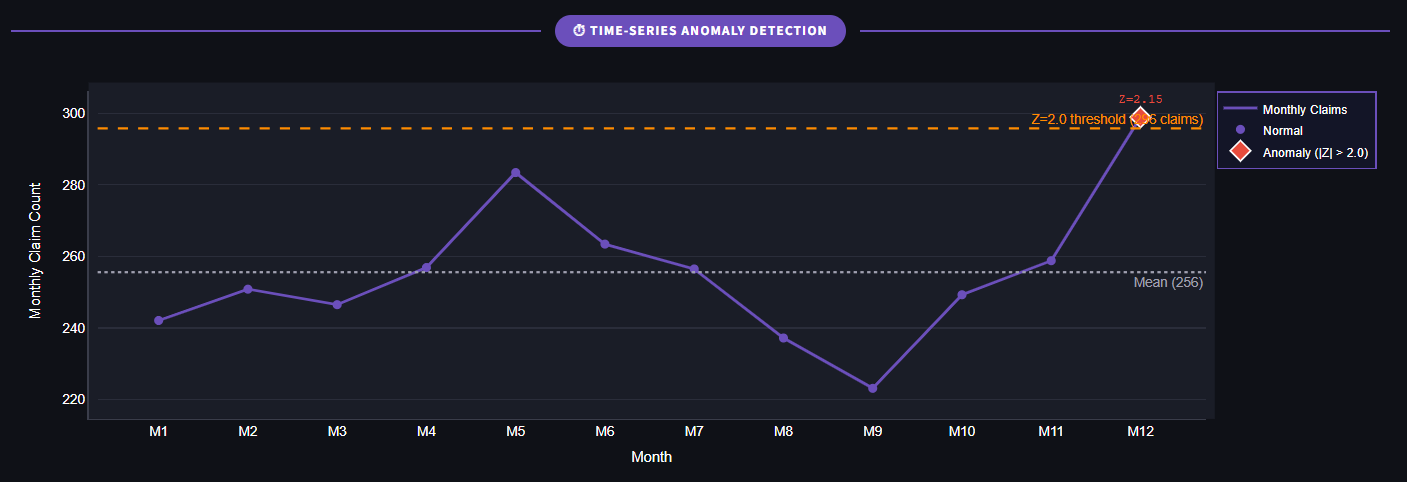 ⏱ TIME-SERIES ANOMALY DETECTION
Z=2.15
Z=2.0 threshold (296 claims)
Monthly Claims
Normal
Anomaly (|Z| > 2.0)
Mean (256)
Monthly Claim Count
300
280
260
240
220
M1 M2 M3 M4 M5 M6 M7 M8 M9 M10 M11 M12
Month